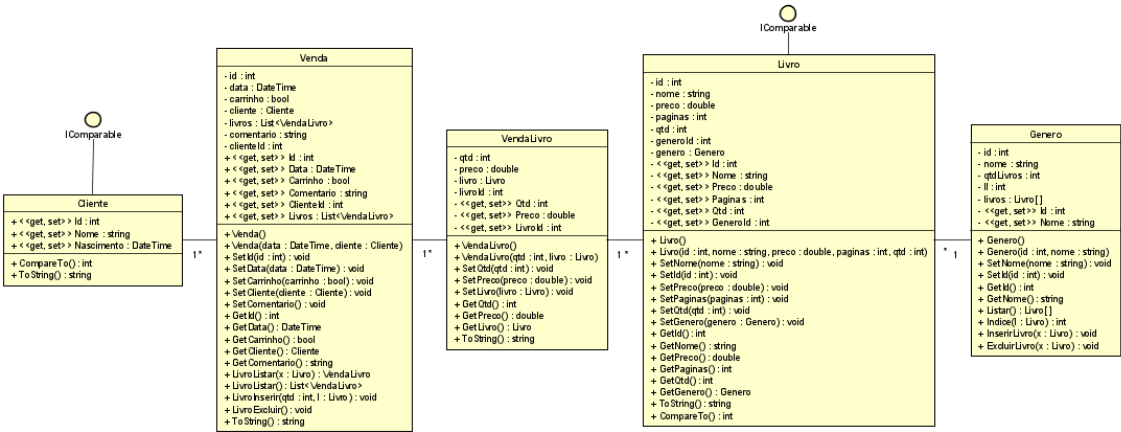 IComparable
Cliente
+ <<get, set>> Id : int
+ <<get, set>> Nome : string
+ <<get, set>> Nascimento : DateTime
+ CompareTo() : int
+ ToString() : string
1 *
Venda
- id : int
- data : DateTime
- carrinho : bool
- cliente : Cliente
- livros : List<VendaLivro>
- comentario : string
- clienteId : int
+ <<get, set>> Id : int
+ <<get, set>> Data : DateTime
+ <<get, set>> Carrinho : bool
+ <<get, set>> Comentario : string
+ <<get, set>> ClienteId : int
+ <<get, set>> Livros : List<VendaLivro>
+ Venda()
+ Venda(data : DateTime, cliente : Cliente)
+ SetId(id : int) : void
+ SetData(data : DateTime) : void
+ SetCarrinho(carrinho : bool) : void
+ SetCliente(cliente : Cliente) : void
+ SetComentario() : void
+ GetId() : int
+ GetData() : DateTime
+ GetCarrinho() : bool
+ GetCliente() : Cliente
+ GetComentario() : string
+ LivroListar(x : Livro) : VendaLivro
+ LivroListar() : List<VendaLivro>
+ LivroInserir(qtd : int, l : Livro) : void
+ LivroExcluir() : void
+ ToString() : string
1 *
VendaLivro
- qtd : int
- preco : double
- livro : Livro
- livroId : int
- <<get, set>> Qtd : int
- <<get, set>> Preco : double
- <<get, set>> LivroId : int
+ VendaLivro()
+ VendaLivro(qtd : int, livro : Livro)
+ SetQtd(qtd : int) : void
+ SetPreco(preco : double) : void
+ SetLivro(livro : Livro) : void
+ GetQtd() : int
+ GetPreco() : double
+ GetLivro() : Livro
+ ToString() : string
1 *
IComparable
Livro
- id : int
- nome : string
- preco : double
- paginas : int
- qtd : int
- generoId : int
- genero : Genero
- <<get, set>> Id : int
- <<get, set>> Nome : string
- <<get, set>> Preco : double
- <<get, set>> Paginas : int
- <<get, set>> Qtd : int
- <<get, set>> GeneroId : int
+ Livro()
+ Livro(id : int, nome : string, preco : double, paginas : int, qtd : int)
+ SetNome(nome : string) : void
+ SetId(id : int) : void
+ SetPreco(preco : double) : void
+ SetPaginas(paginas : int) : void
+ SetQtd(qtd : int) : void
+ SetGenero(genero : Genero) : void
+ GetId() : int
+ GetNome() : string
+ GetPreco() : double
+ GetPaginas() : int
+ GetQtd() : int
+ GetGenero() : Genero
+ ToString() : string
+ CompareTo() : int
* 1
Genero
- id : int
- nome : string
- qtdLivros : int
- ll : int
- livros : Livro[]
- <<get, set>> Id : int
- <<get, set>> Nome : string
+ Genero()
+ Genero(id : int, nome : string)
+ SetNome(nome : string) : void
+ SetId(id : int) : void
+ GetId() : int
+ GetNome() : string
+ Listar() : Livro[]
+ Indice(l : Livro) : int
+ InserirLivro(x : Livro) : void
+ ExcluirLivro(x : Livro) : void